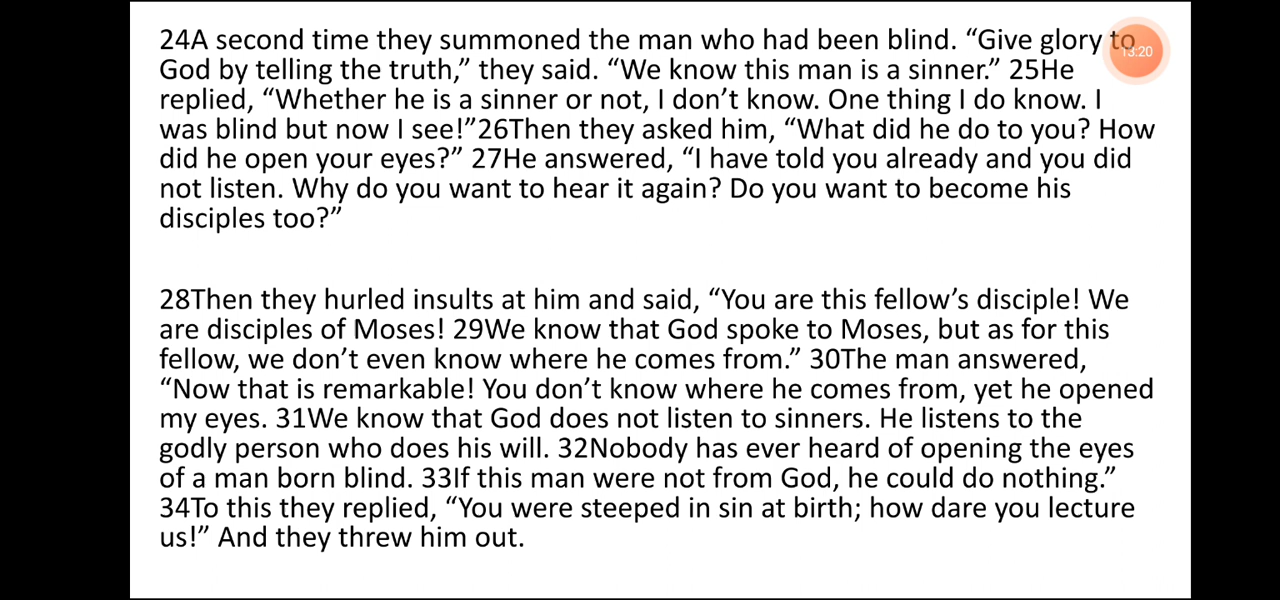 24A second time they summoned the man who had been blind. “Give glory to
God by telling the truth,” they said. “We know this man is a sinner.” 25He
replied, “Whether he is a sinner or not, I don’t know. One thing I do know. I
was blind but now I see!”26Then they asked him, “What did he do to you? How
did he open your eyes?” 27He answered, “I have told you already and you did
not listen. Why do you want to hear it again? Do you want to become his
disciples too?”
28Then they hurled insults at him and said, “You are this fellow’s disciple! We
are disciples of Moses! 29We know that God spoke to Moses, but as for this
fellow, we don’t even know where he comes from.” 30The man answered,
“Now that is remarkable! You don’t know where he comes from, yet he opened
my eyes. 31We know that God does not listen to sinners. He listens to the
godly person who does his will. 32Nobody has ever heard of opening the eyes
of a man born blind. 33If this man were not from God, he could do nothing.”
34To this they replied, “You were steeped in sin at birth; how dare you lecture
us!” And they threw him out.
13:20